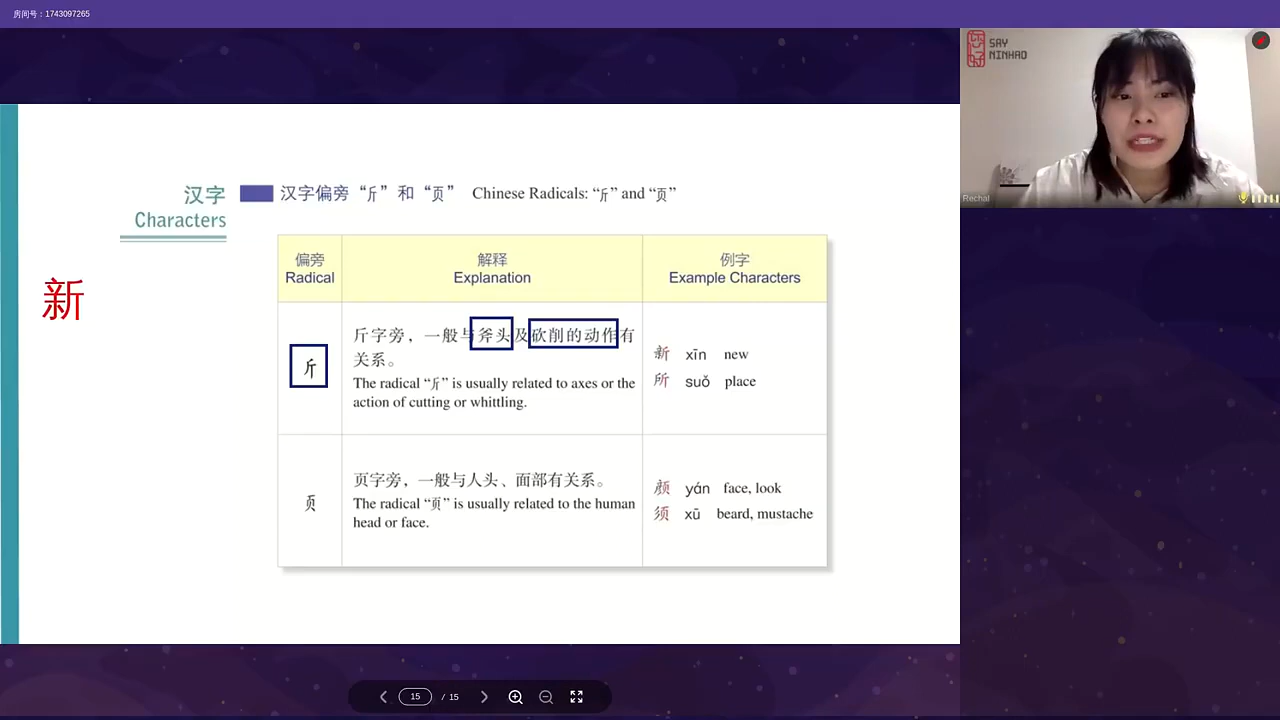 房间号：1743097265
SAY
NINHAO
Rechal
汉字
Characters
汉字偏旁“斤”和“页” Chinese Radicals: “斤” and “页”
新
偏旁
Radical
解释
Explanation
例字
Example Characters
斤
斤字旁，一般与斧头及砍削的动作有
关系。
The radical “斤” is usually related to axes or the
action of cutting or whittling.
新 xīn new
所 suǒ place
页
页字旁，一般与人头、面部有关系。
The radical “页” is usually related to the human
head or face.
颜 yán face, look
须 xū beard, mustache
15 / 15